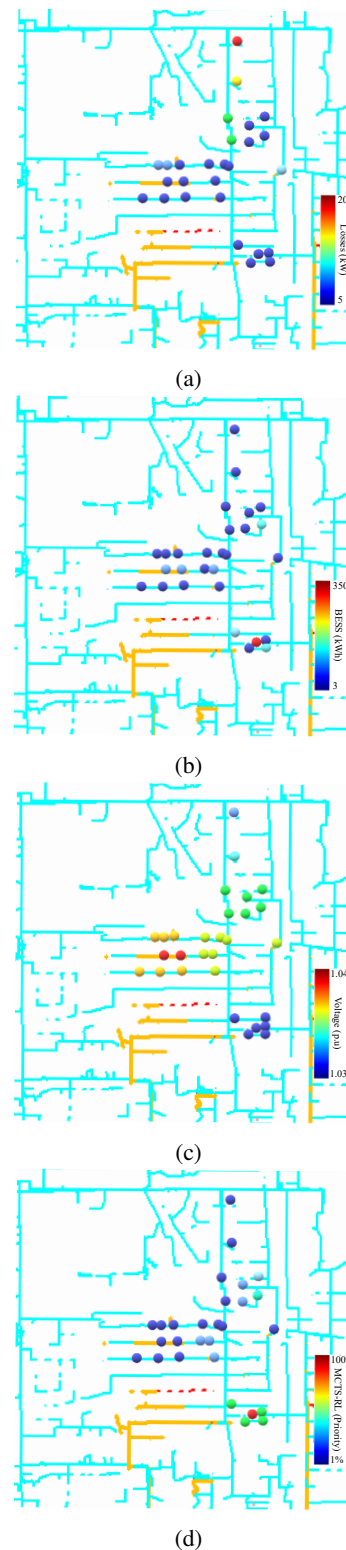 20
Losses (kW)
5
(a)
350
BESS (kWh)
3
(b)
1.04
Voltage (pu)
1.03
(c)
100
MCTS-RL (Priority)
1%
(d)